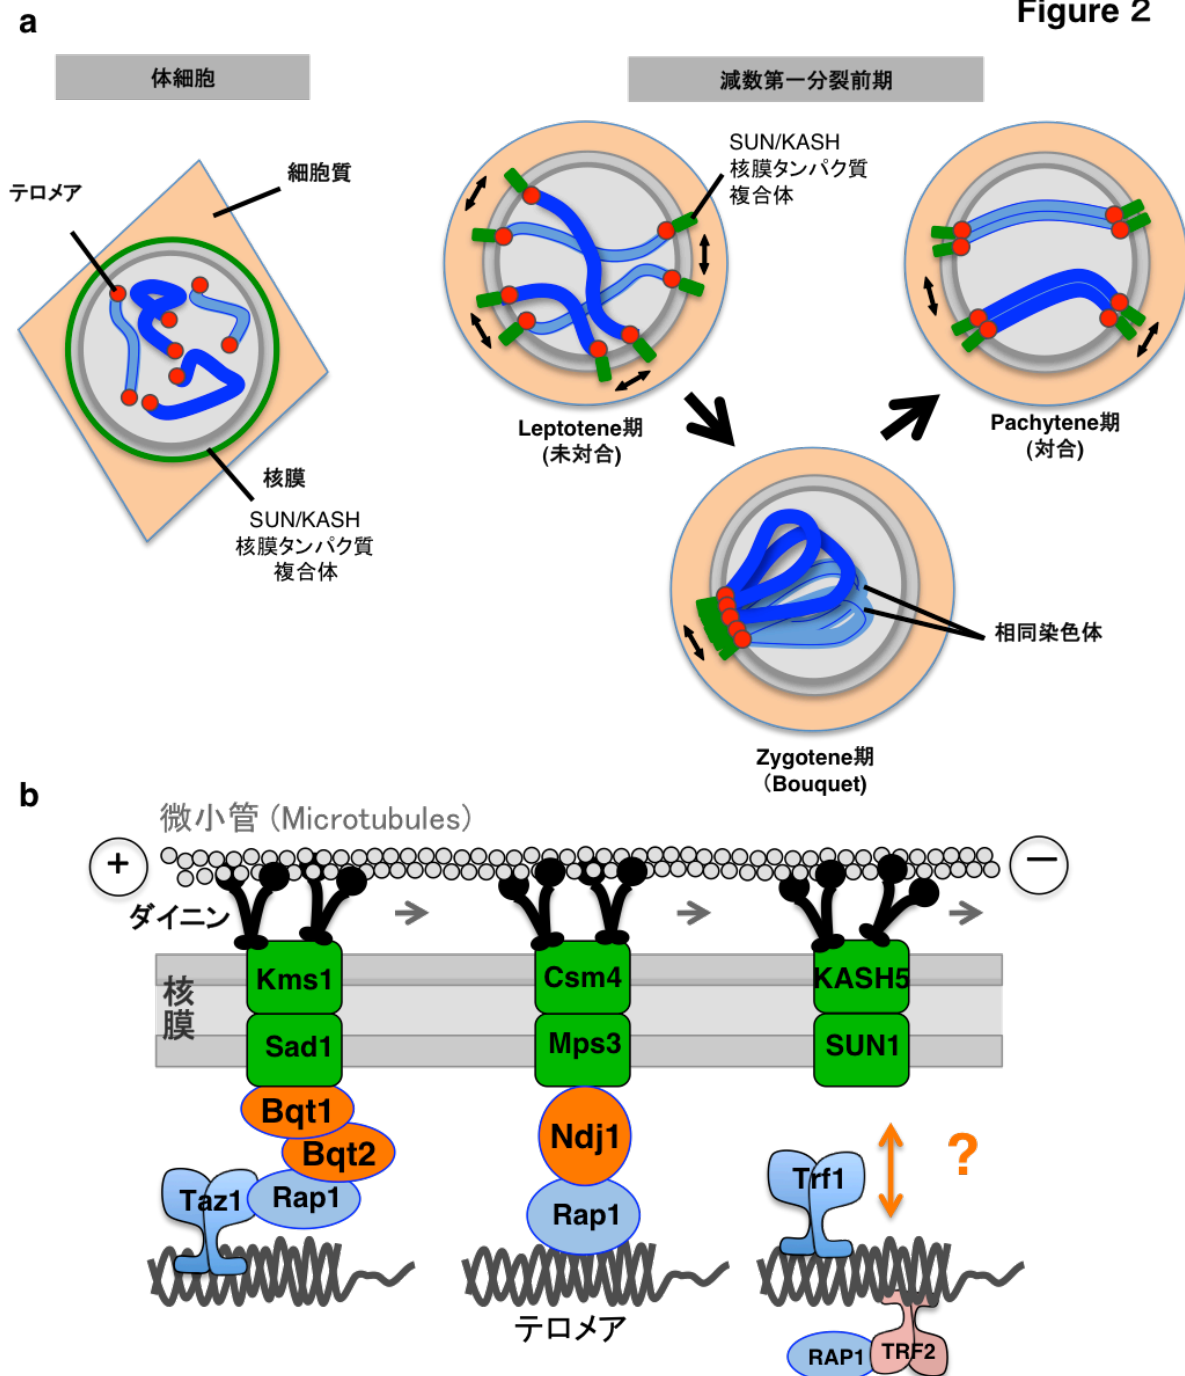 Figure 2
a
体細胞
減数第一分裂前期
テロメア
細胞質
核膜
SUN/KASH
核膜タンパク質
複合体
SUN/KASH
核膜タンパク質
複合体
Leptotene期
(未対合)
Pachytene期
(対合)
相同染色体
Zygotene期
(Bouquet)
b
微小管 (Microtubules)
+
−
ダイニン
核膜
Kms1
Sad1
Bqt1
Bqt2
Taz1
Rap1
Csm4
Mps3
Ndj1
Rap1
テロメア
KASH5
SUN1
?
Trf1
RAP1
TRF2